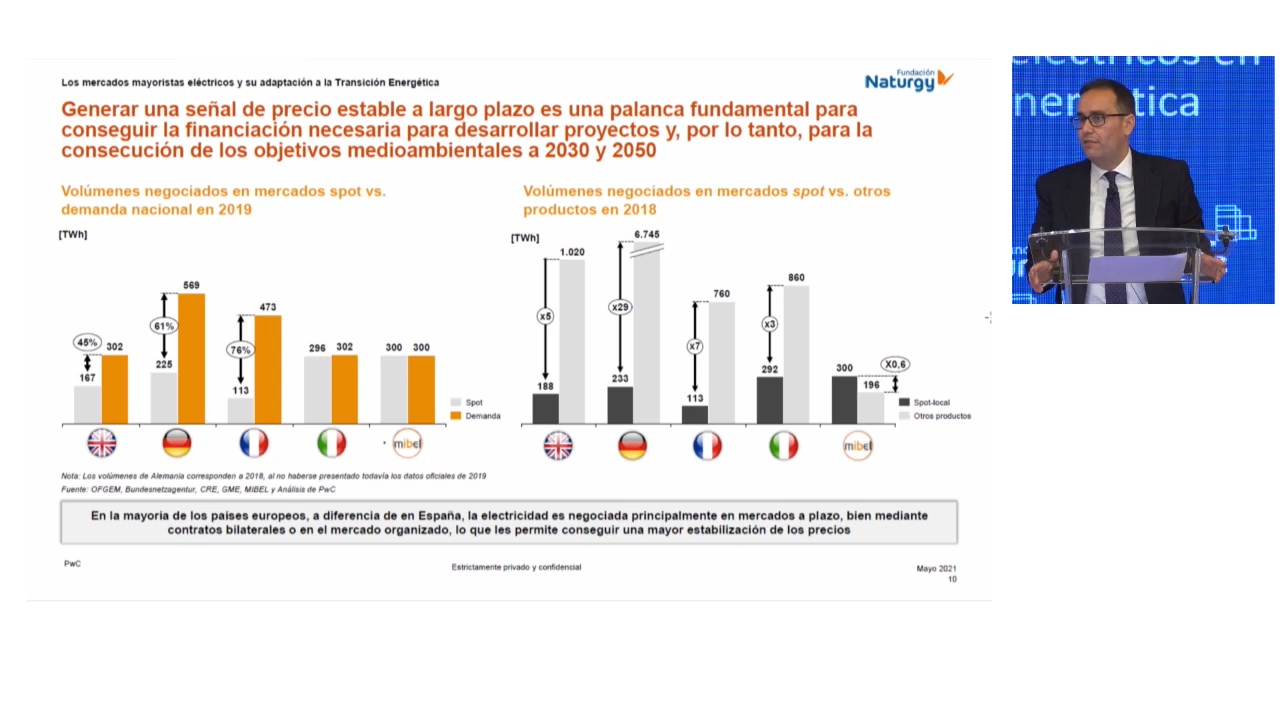 Los mercados mayoristas eléctricos y su adaptación a la Transición Energética
Fundación
Naturgy
Generar una señal de precio estable a largo plazo es una palanca fundamental para
conseguir la financiación necesaria para desarrollar proyectos y, por lo tanto, para la
consecución de los objetivos medioambientales a 2030 y 2050
Volúmenes negociados en mercados spot vs.
demanda nacional en 2019
[TWh]
569
473
61%
45%
302
76%
296
302
300
300
225
167
113
Spot
Demanda
mibel
Volúmenes negociados en mercados spot vs. otros
productos en 2018
[TWh]
6.745
1.020
860
760
x5
x29
x3
x7
292
300
X0,6
188
233
196
113
Spot-local
Otros productos
mibel
Nota: Los volúmenes de Alemania corresponden a 2018, al no haberse presentado todavía los datos oficiales de 2019
Fuente: OFGEM, Bundesnetzagentur, CRE, GME, MIBEL y Análisis de PwC
En la mayoría de los países europeos, a diferencia de en España, la electricidad es negociada principalmente en mercados a plazo, bien mediante
contratos bilaterales o en el mercado organizado, lo que les permite conseguir una mayor estabilización de los precios
PwC
Estrictamente privado y confidencial
Mayo 2021
10